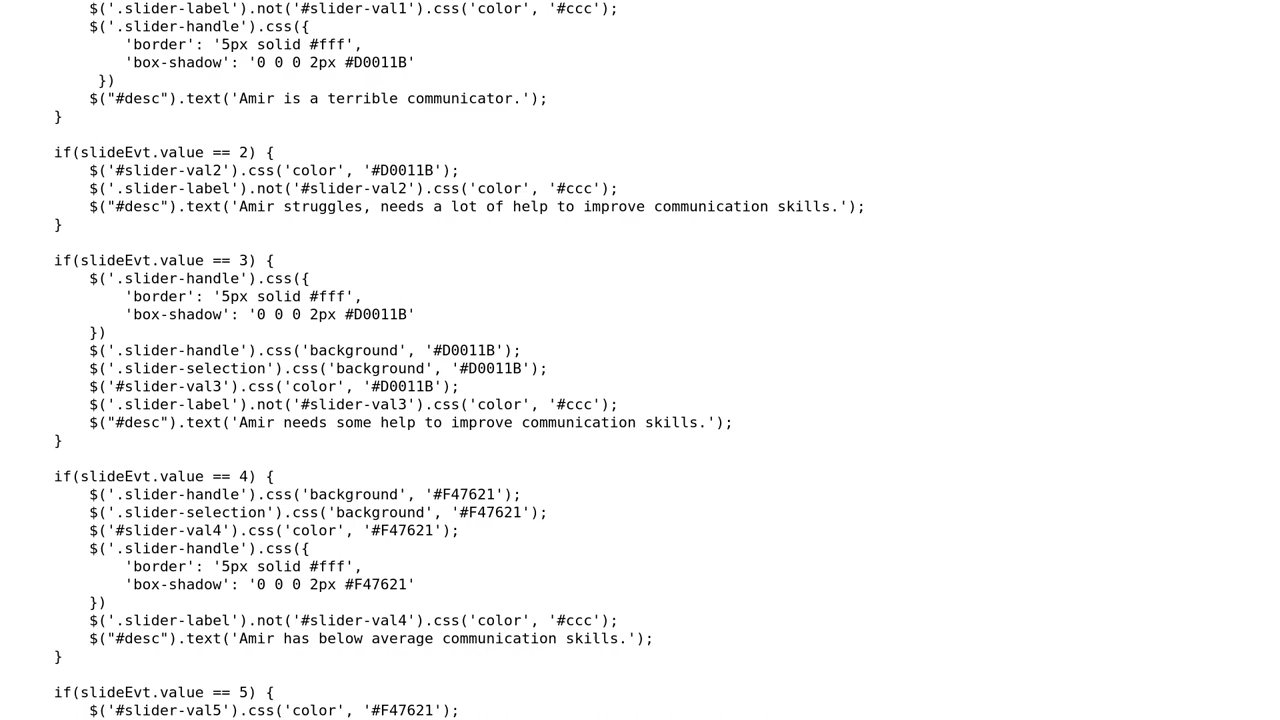 $('.slider-label').not('#slider-val1').css('color', '#ccc');
$('.slider-handle').css({
'border': '5px solid #fff',
'box-shadow': '0 0 0 2px #D0011B'
})
$("#desc").text('Amir is a terrible communicator.');
}
if(slideEvt.value == 2) {
$('#slider-val2').css('color', '#D0011B');
$('.slider-label').not('#slider-val2').css('color', '#ccc');
$("#desc").text('Amir struggles, needs a lot of help to improve communication skills.');
}
if(slideEvt.value == 3) {
$('.slider-handle').css({
'border': '5px solid #fff',
'box-shadow': '0 0 0 2px #D0011B'
})
$('.slider-handle').css('background', '#D0011B');
$('.slider-selection').css('background', '#D0011B');
$('#slider-val3').css('color', '#D0011B');
$('.slider-label').not('#slider-val3').css('color', '#ccc');
$("#desc").text('Amir needs some help to improve communication skills.');
}
if(slideEvt.value == 4) {
$('.slider-handle').css('background', '#F47621');
$('.slider-selection').css('background', '#F47621');
$('#slider-val4').css('color', '#F47621');
$('.slider-handle').css({
'border': '5px solid #fff',
'box-shadow': '0 0 0 2px #F47621'
})
$('.slider-label').not('#slider-val4').css('color', '#ccc');
$("#desc").text('Amir has below average communication skills.');
}
if(slideEvt.value == 5) {
$('#slider-val5').css('color', '#F47621');